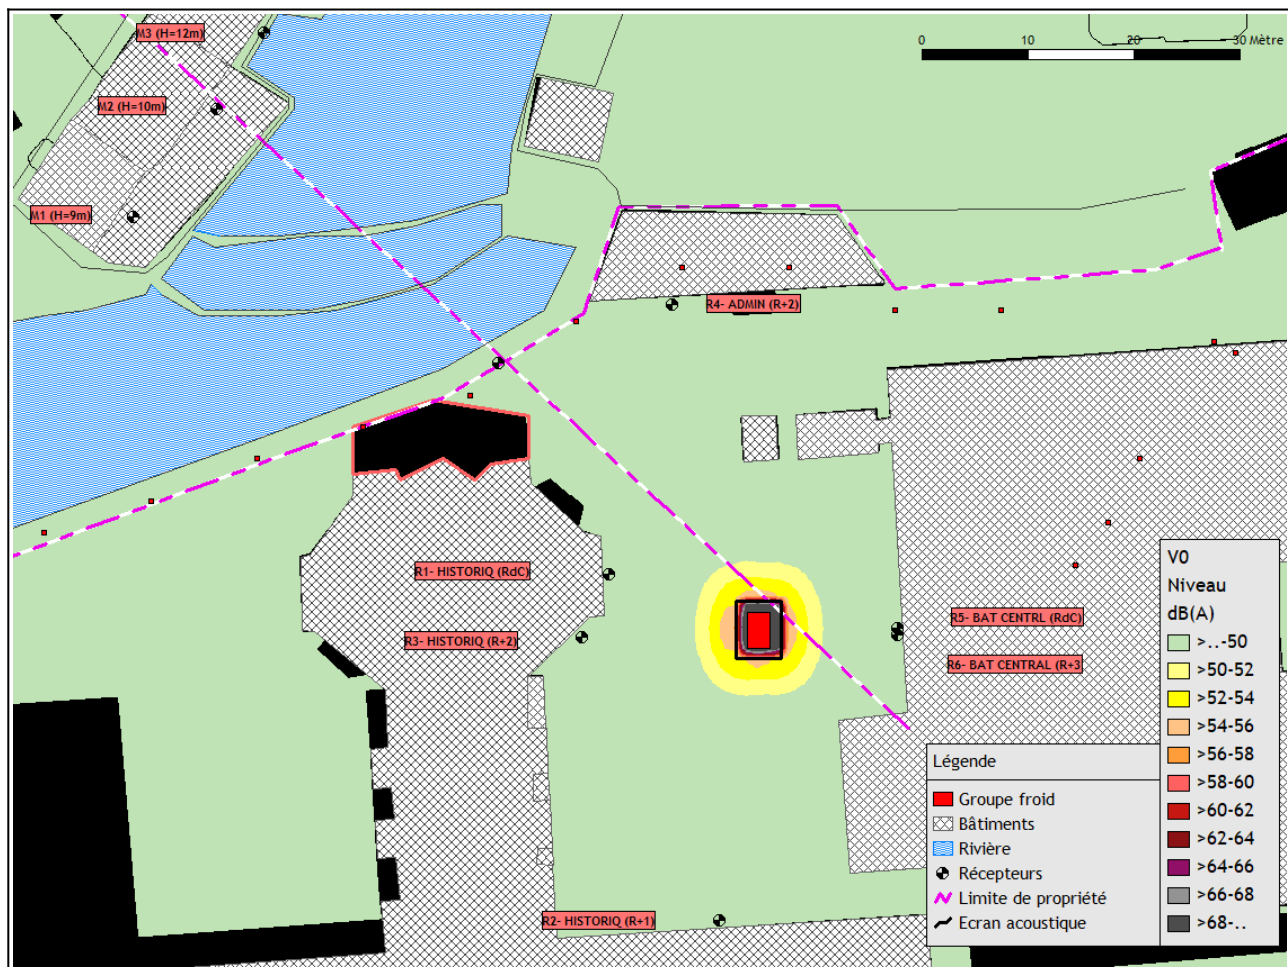 M3 (H=12m)
0 10 20 30 Mètre
M2 (H=10m)
M1 (H=9m)
R4- ADMIN (R+2)
R1- HISTORIQ (RdC)
R3- HISTORIQ (R+2)
R5- BAT CENTRL (RdC)
R6- BAT CENTRAL (R+3
R2- HISTORIQ (R+1)
Légende
Groupe froid
Bâtiments
Rivière
Récepteurs
Limite de propriété
Ecran acoustique
V0
Niveau
dB(A)
>..-50
>50-52
>52-54
>54-56
>56-58
>58-60
>60-62
>62-64
>64-66
>66-68
>68-..